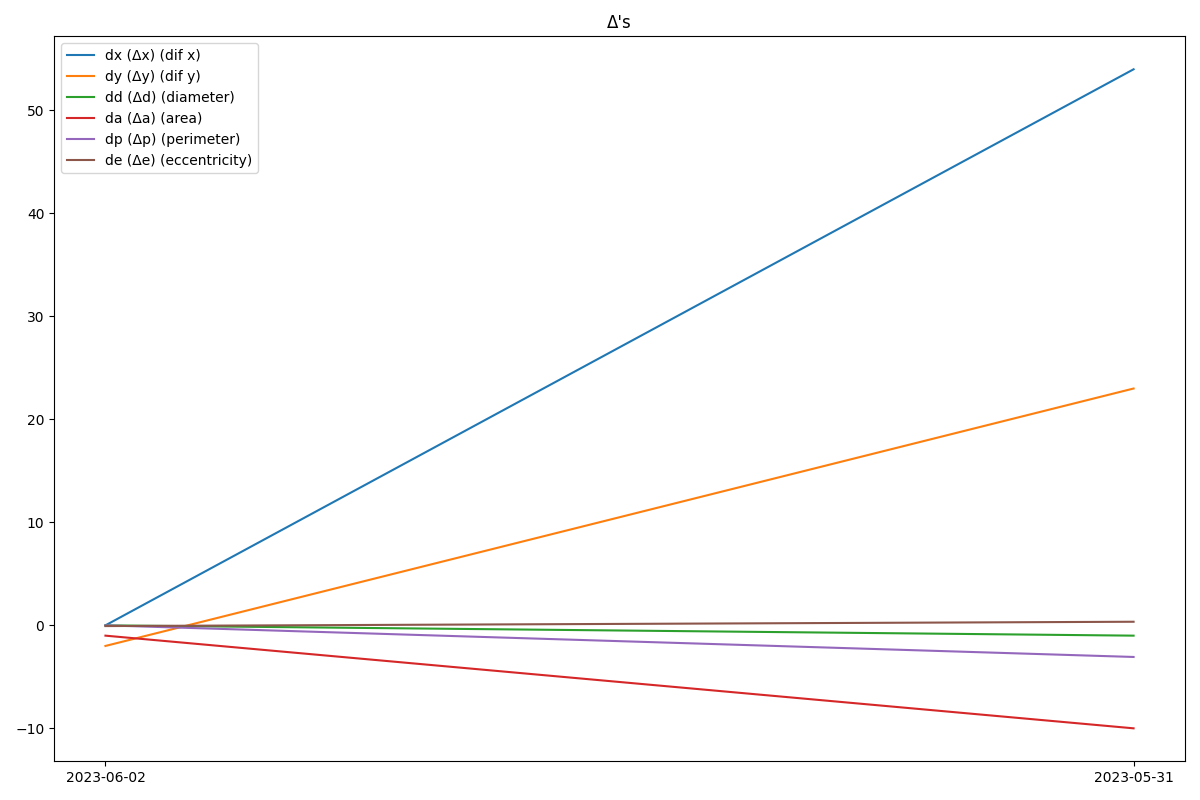 Δ's
dx (Δx) (dif x)
dy (Δy) (dif y)
dd (Δd) (diameter)
da (Δa) (area)
dp (Δp) (perimeter)
de (Δe) (eccentricity)
50
40
30
20
10
0
−10
2023-06-02
2023-05-31